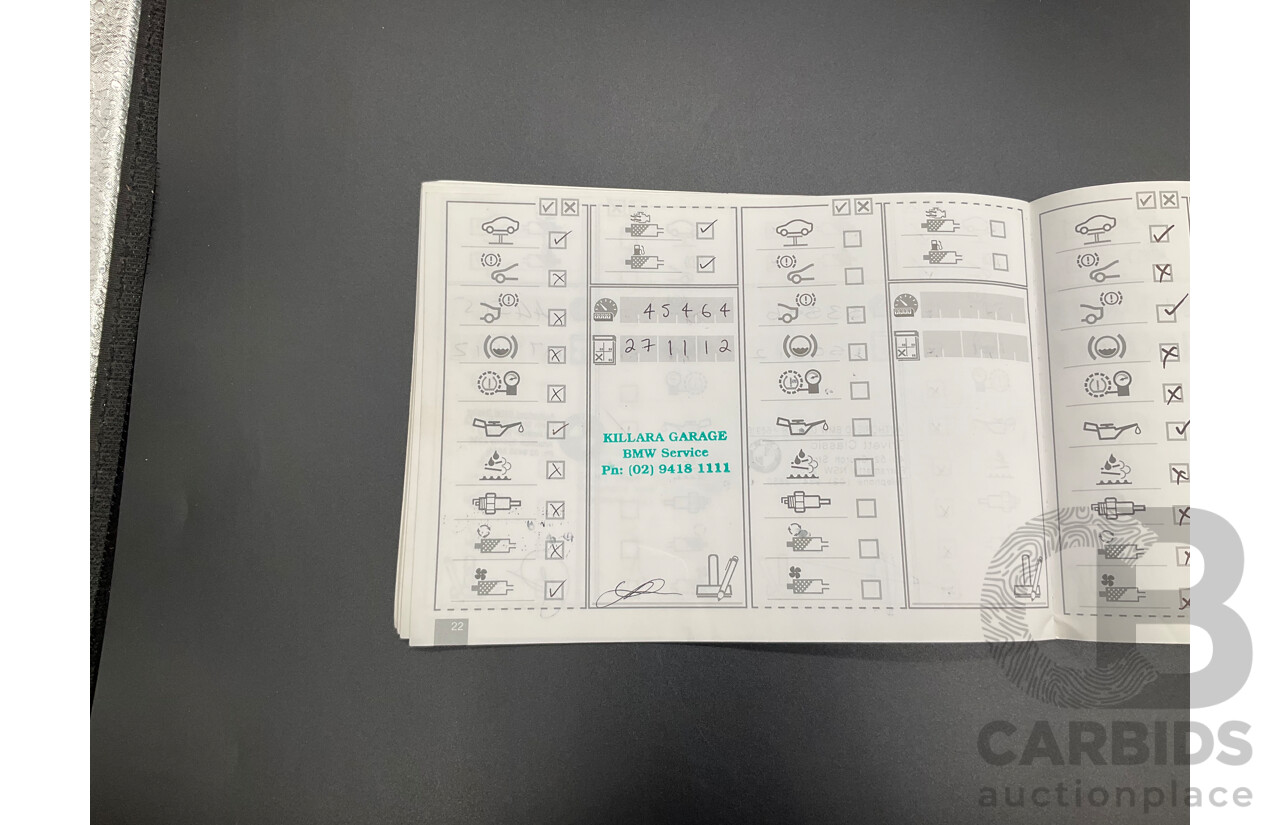 45464
27 11 12
KILLARA GARAGE
BMW Service
Pn: (02) 9418 1111
22
CARBIDS
auctionplace